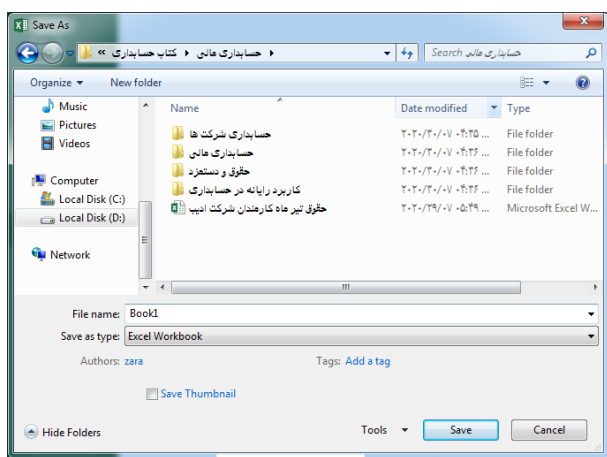 Save As
« کتاب حسابداری ‹ حسابداری مالی ‹
Search حسابداری مالی
Organize
New folder
Music
Pictures
Videos
Computer
Local Disk (C:)
Local Disk (D:)
Network
Name Date modified Type
حسابداری شرکت ها ۲۰۲۰/۳۰/۰۷ ۰۴:۲۵ ... File folder
حسابداری مالی ۲۰۲۰/۳۰/۰۷ ۰۴:۲۶ ... File folder
حقوق و دستمزد ۲۰۲۰/۳۰/۰۷ ۰۴:۲۶ ... File folder
کاربرد رایانه در حسابداری ۲۰۲۰/۳۰/۰۷ ۰۴:۲۶ ... File folder
حقوق تیر ماه کارمندان شرکت ادیب ۲۰۲۰/۲۹/۰۷ ۰۵:۴۹ ... Microsoft Excel W...
File name: Book1
Save as type: Excel Workbook
Authors: zara
Tags: Add a tag
Save Thumbnail
Hide Folders
Tools
Save
Cancel